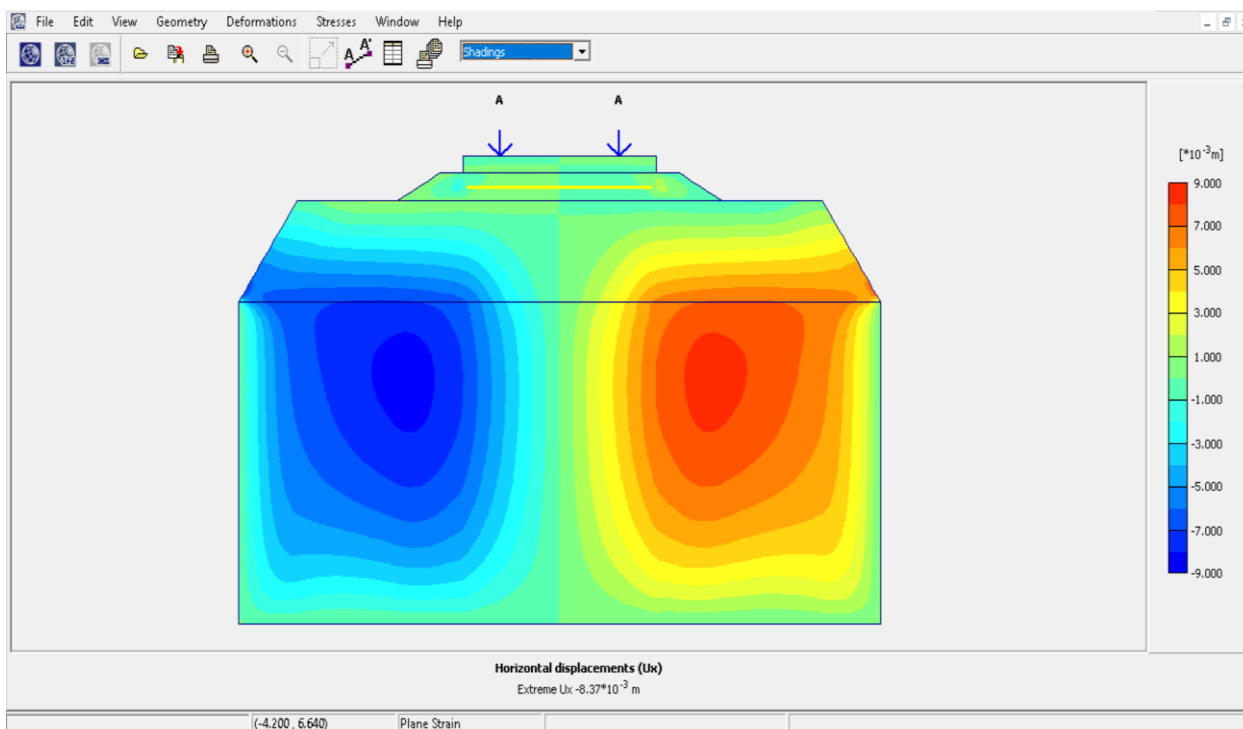 File Edit View Geometry Deformations Stresses Window Help
Shadings
A A
[*10-3m]
9.000
7.000
5.000
3.000
1.000
-1.000
-3.000
-5.000
-7.000
-9.000
Horizontal displacements (Ux)
Extreme Ux -8.37*10-3 m
(-4.200 , 6.640) Plane Strain